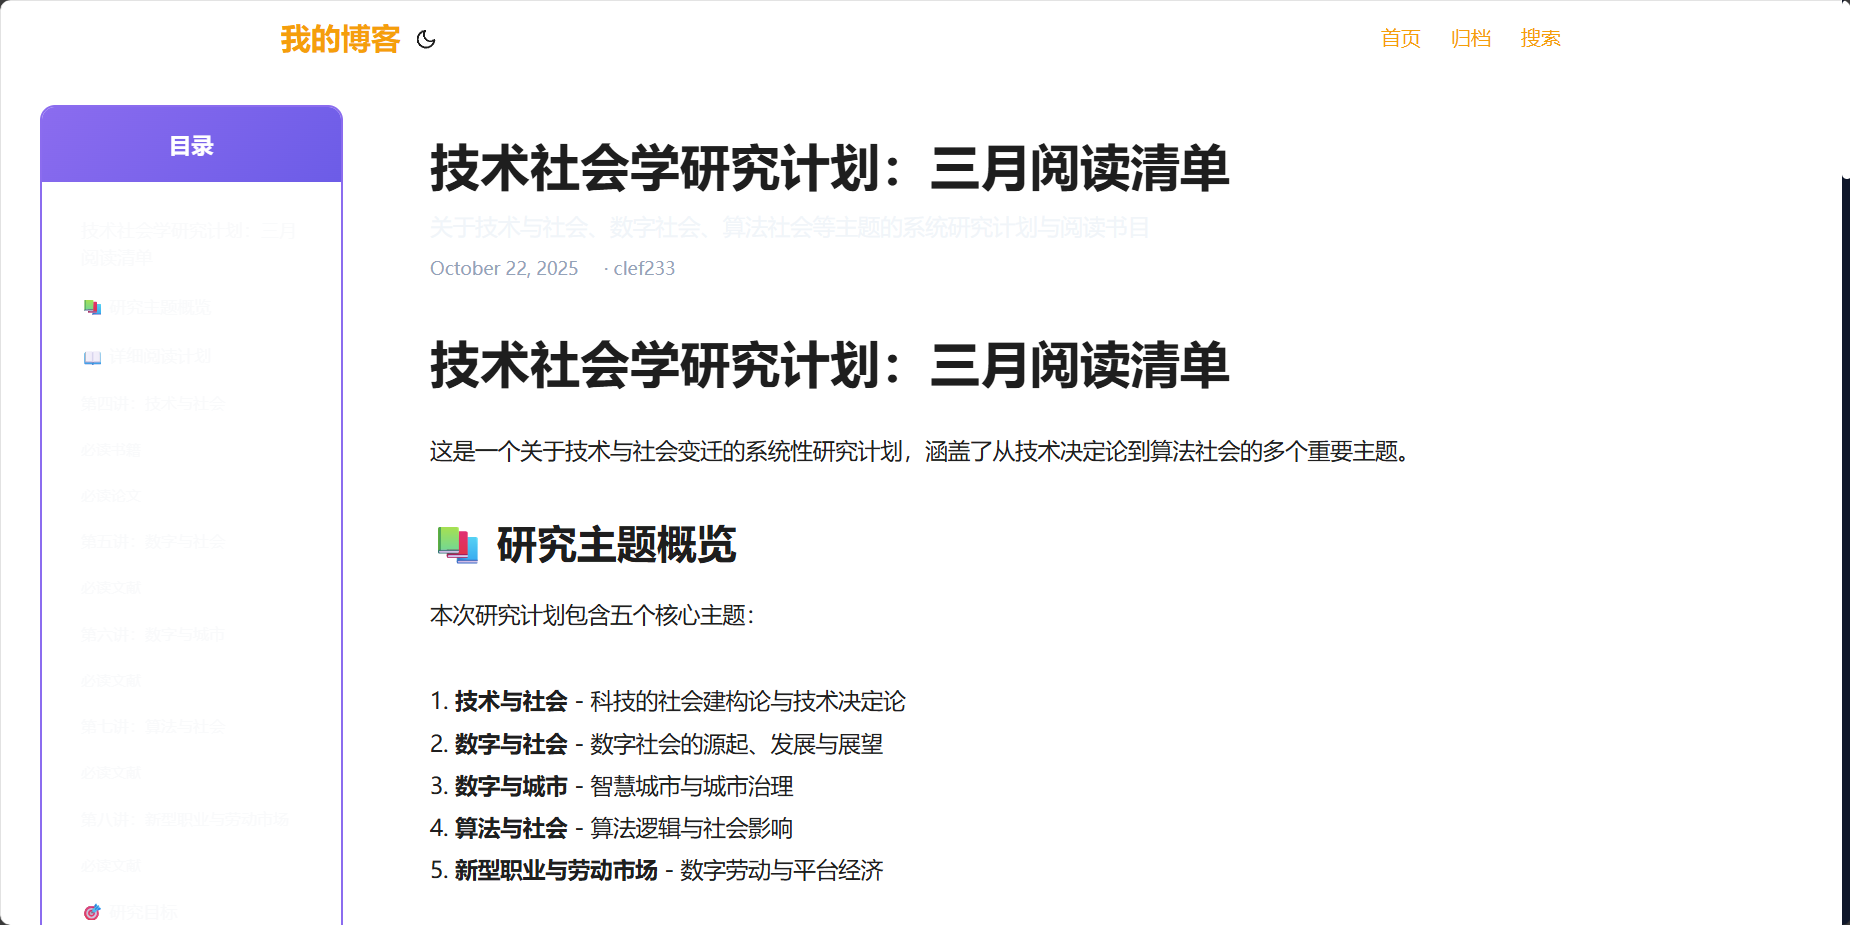 我的博客
首页 归档 搜索
目录
技术社会学研究计划：三月
阅读清单
研究主题概览
详细阅读计划
第四讲：技术与社会
必读书籍
必读论文
第五讲：数字与社会
必读文献
第六讲：数字与城市
必读文献
第七讲：算法与社会
必读文献
第八讲：新型职业与劳动市场
必读文献
研究目标
技术社会学研究计划：三月阅读清单
关于技术与社会、数字社会、算法社会等主题的系统研究计划与阅读书目
October 22, 2025 · clef233
技术社会学研究计划：三月阅读清单
这是一个关于技术与社会变迁的系统性研究计划，涵盖了从技术决定论到算法社会的多个重要主题。
研究主题概览
本次研究计划包含五个核心主题：
1. 技术与社会 - 科技的社会建构论与技术决定论
2. 数字与社会 - 数字社会的源起、发展与展望
3. 数字与城市 - 智慧城市与城市治理
4. 算法与社会 - 算法逻辑与社会影响
5. 新型职业与劳动市场 - 数字劳动与平台经济